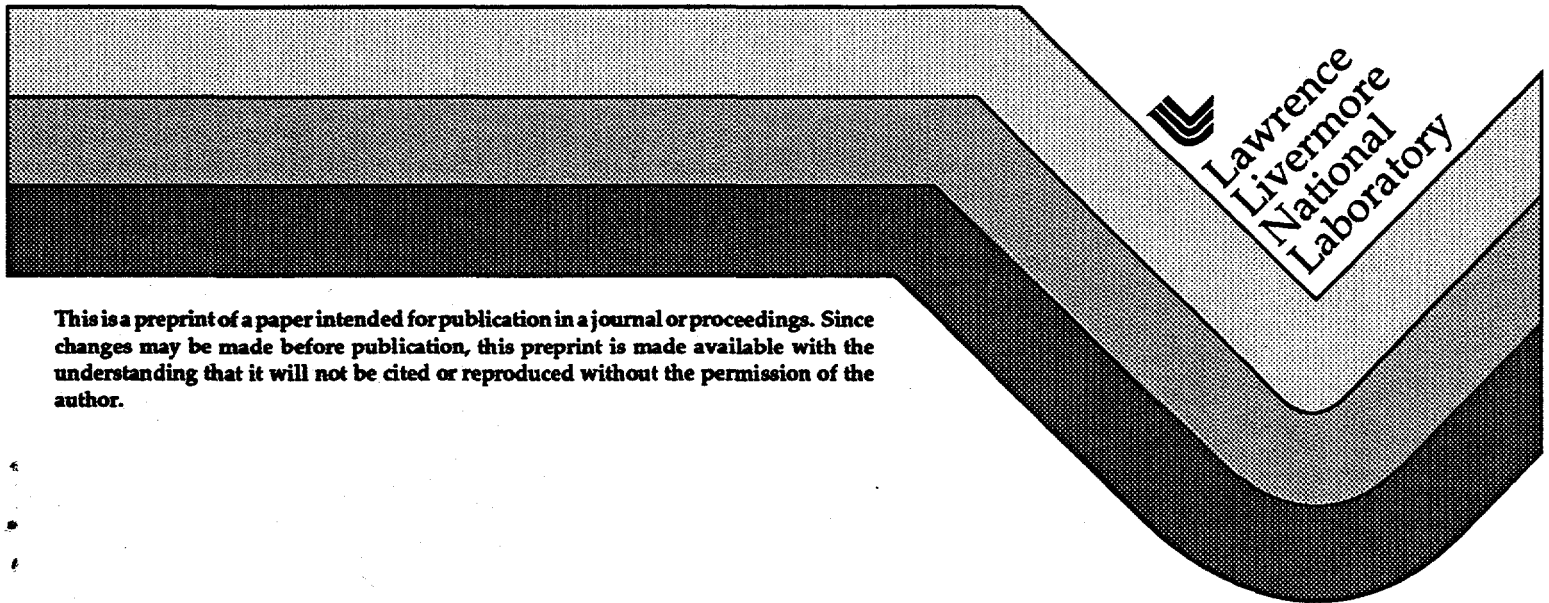 Lawrence
Livermore
National
Laboratory
This is a preprint of a paper intended for publication in a journal or proceedings. Since
changes may be made before publication, this preprint is made available with the
understanding that it will not be cited or reproduced without the permission of the
author.